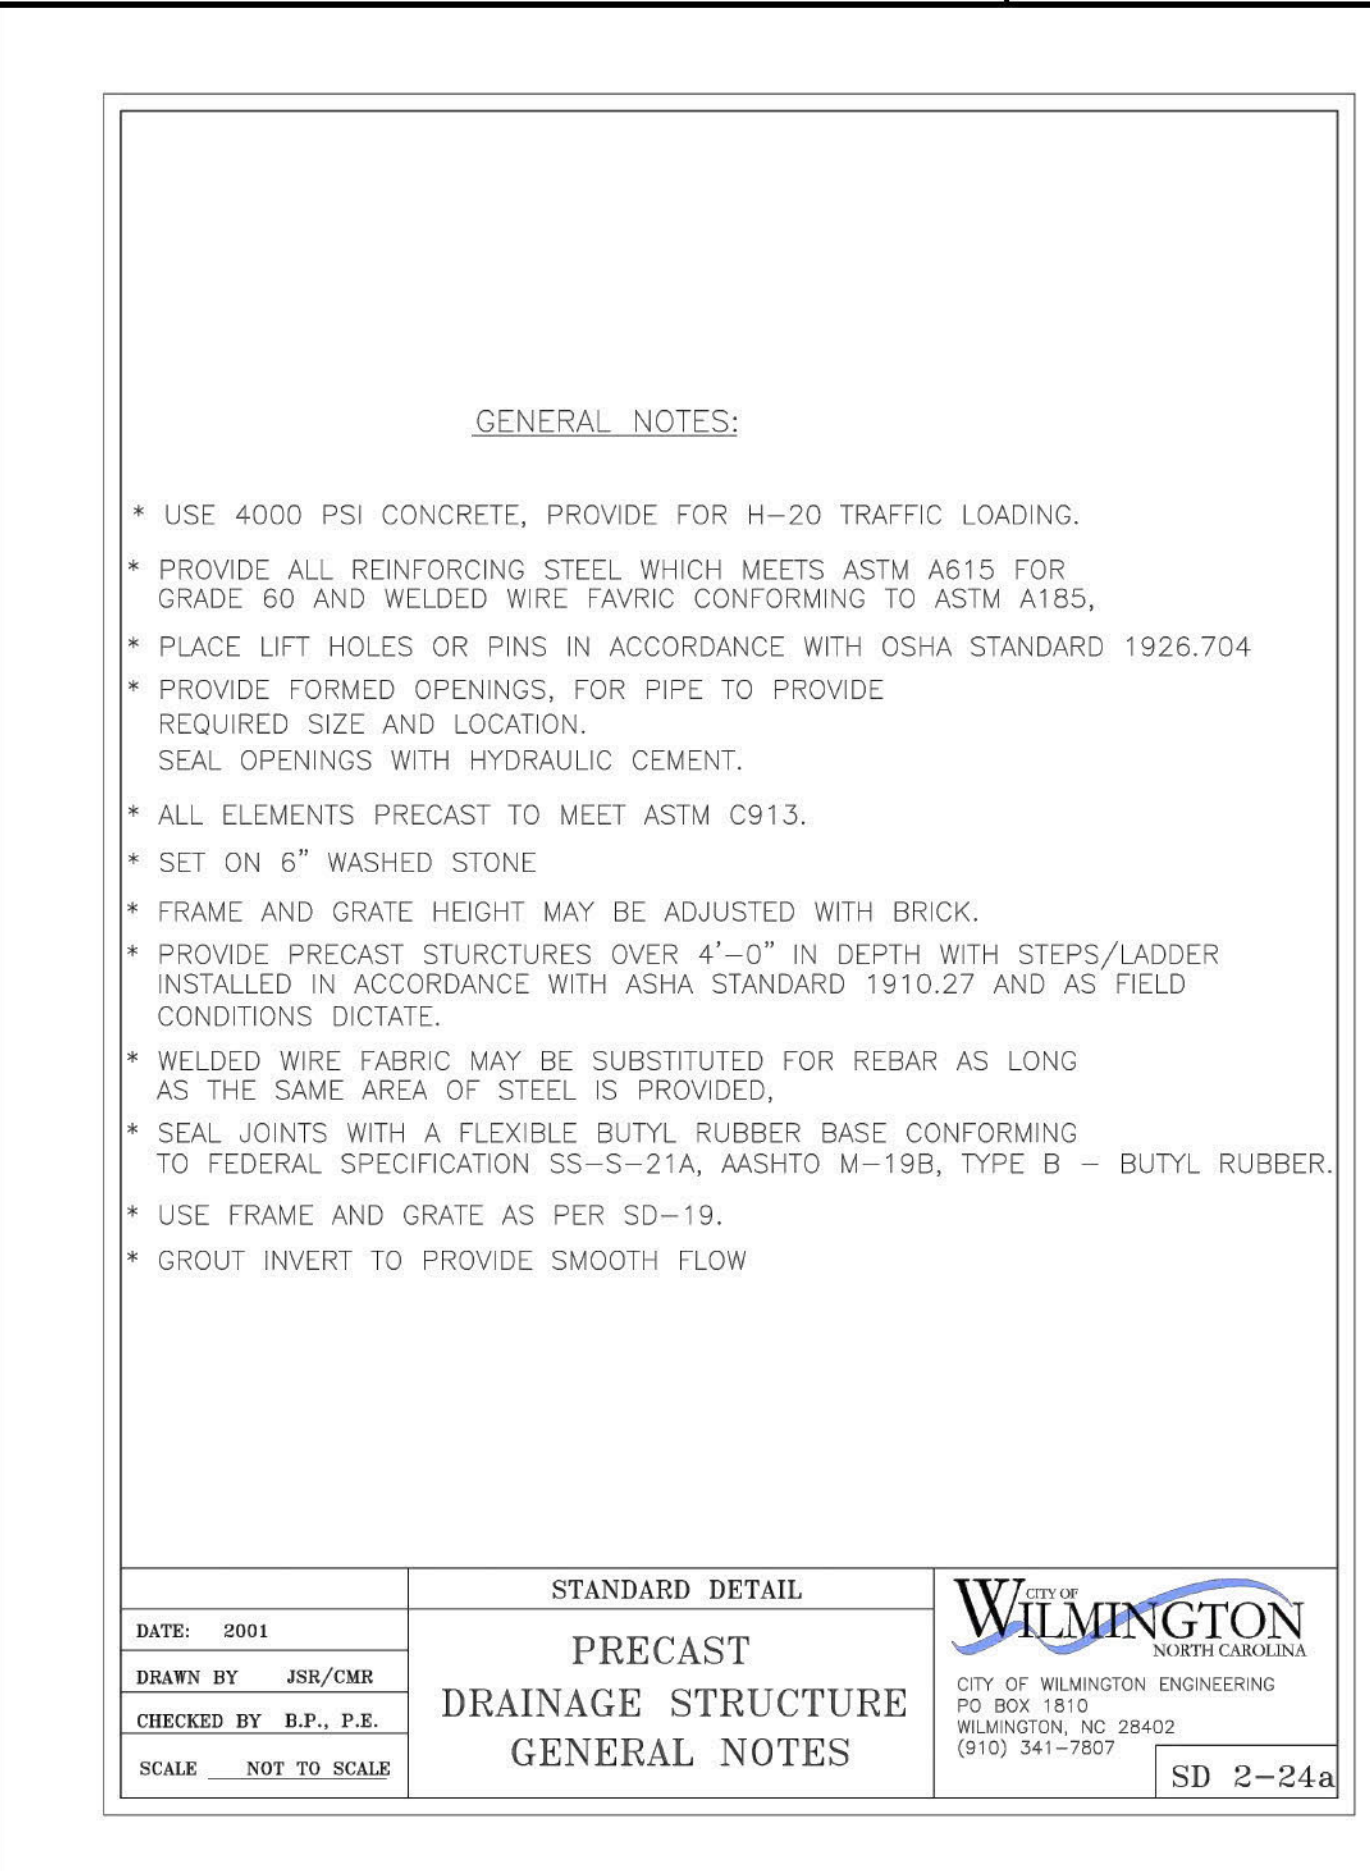 GENERAL NOTES:
* USE 4000 PSI CONCRETE, PROVIDE FOR H-20 TRAFFIC LOADING.
* PROVIDE ALL REINFORCING STEEL WHICH MEETS ASTM A615 FOR
GRADE 60 AND WELDED WIRE FAVRIC CONFORMING TO ASTM A185,
* PLACE LIFT HOLES OR PINS IN ACCORDANCE WITH OSHA STANDARD 1926.704
* PROVIDE FORMED OPENINGS, FOR PIPE TO PROVIDE
REQUIRED SIZE AND LOCATION.
SEAL OPENINGS WITH HYDRAULIC CEMENT.
* ALL ELEMENTS PRECAST TO MEET ASTM C913.
* SET ON 6" WASHED STONE
* FRAME AND GRATE HEIGHT MAY BE ADJUSTED WITH BRICK.
* PROVIDE PRECAST STURCTURES OVER 4'-0" IN DEPTH WITH STEPS/LADDER
INSTALLED IN ACCORDANCE WITH ASHA STANDARD 1910.27 AND AS FIELD
CONDITIONS DICTATE.
* WELDED WIRE FABRIC MAY BE SUBSTITUTED FOR REBAR AS LONG
AS THE SAME AREA OF STEEL IS PROVIDED,
* SEAL JOINTS WITH A FLEXIBLE BUTYL RUBBER BASE CONFORMING
TO FEDERAL SPECIFICATION SS-S-21A, AASHTO M-19B, TYPE B - BUTYL RUBBER.
* USE FRAME AND GRATE AS PER SD-19.
* GROUT INVERT TO PROVIDE SMOOTH FLOW
DATE: 2001
DRAWN BY JSR/CMR
CHECKED BY B.P., P.E.
SCALE NOT TO SCALE
STANDARD DETAIL
PRECAST
DRAINAGE STRUCTURE
GENERAL NOTES
CITY OF
WILMINGTON
NORTH CAROLINA
CITY OF WILMINGTON ENGINEERING
PO BOX 1810
WILMINGTON, NC 28402
(910) 341-7807
SD 2-24a